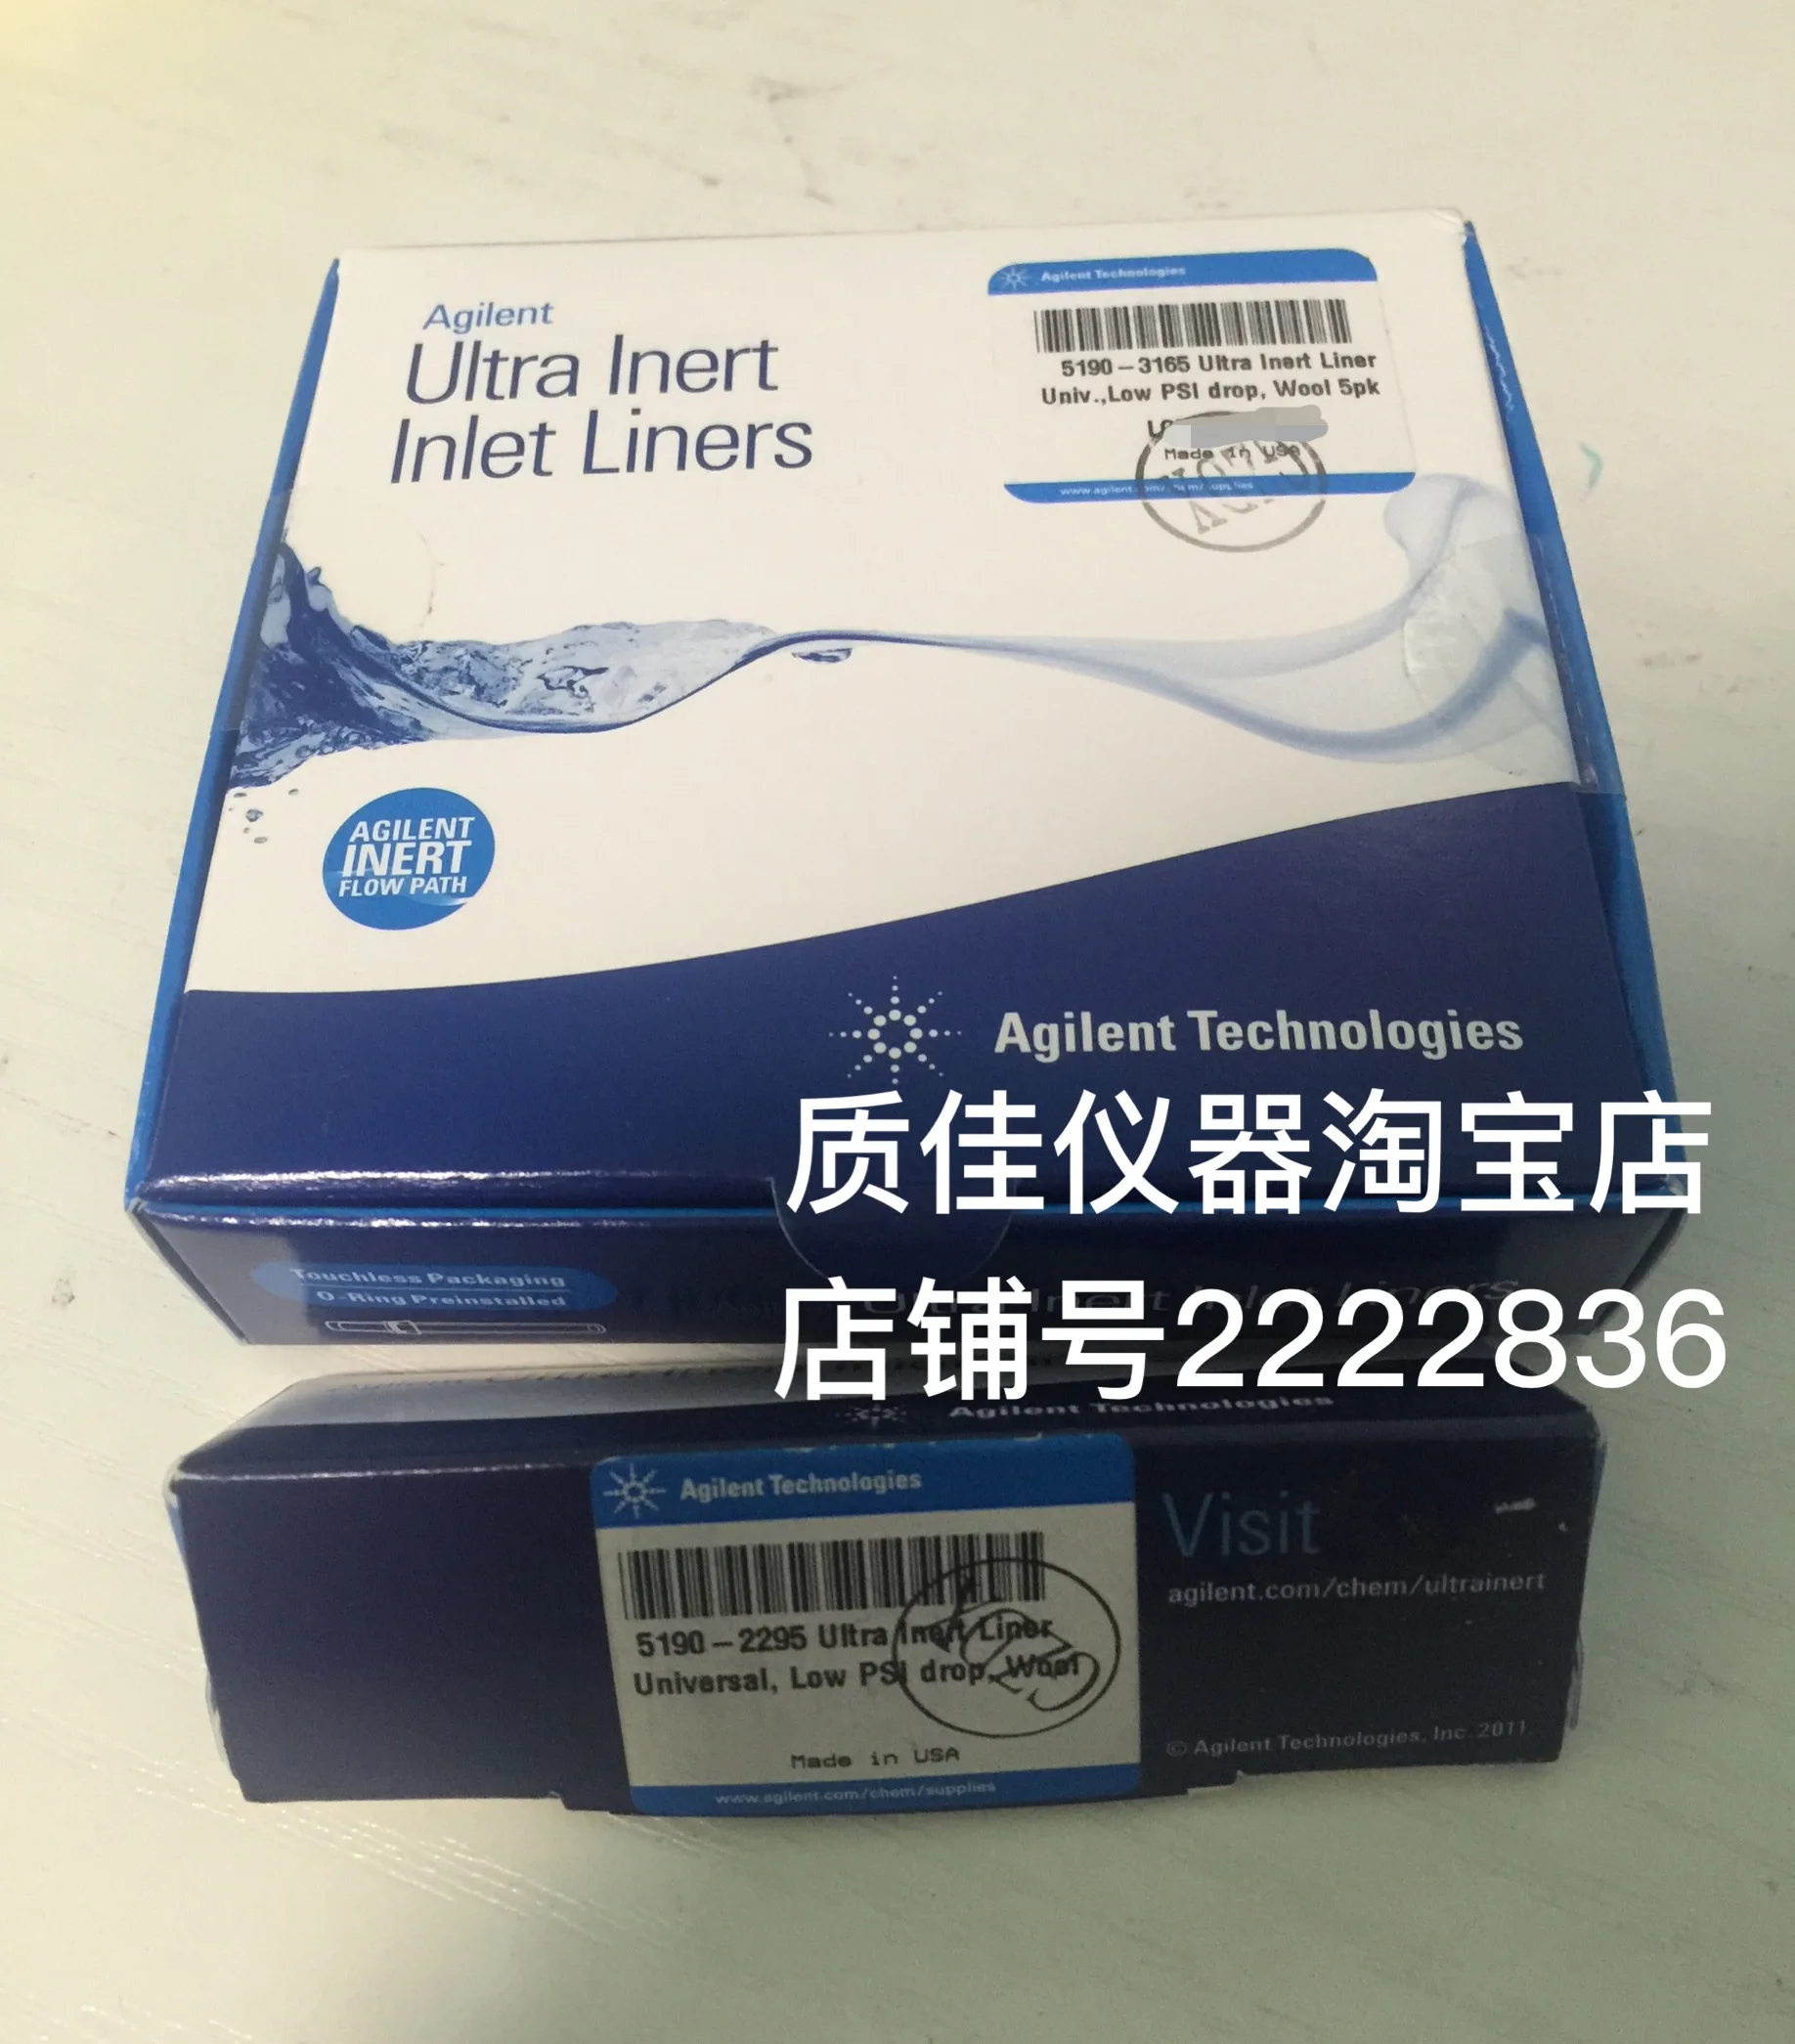 Agilent
Ultra Inert
Inlet Liners
Agilent Technologies
5190-3165 Ultra Inert Liner
Univ.,Low PSI drop, Wool 5pk
Made in USA
AGILENT
INERT
FLOW PATH
Agilent Technologies
质佳仪器淘宝店
Touchless Packaging
O-Ring Preinstalled
Ultra Inert Inlet Liners
店铺号2222836
Agilent Technologies
Agilent Technologies
5190-2295 Ultra Inert Liner
Universal, Low PSI drop, Wool
Made in USA
www.agilent.com/chem/supplies
Visit
agilent.com/chem/ultrainert
© Agilent Technologies, Inc. 2011